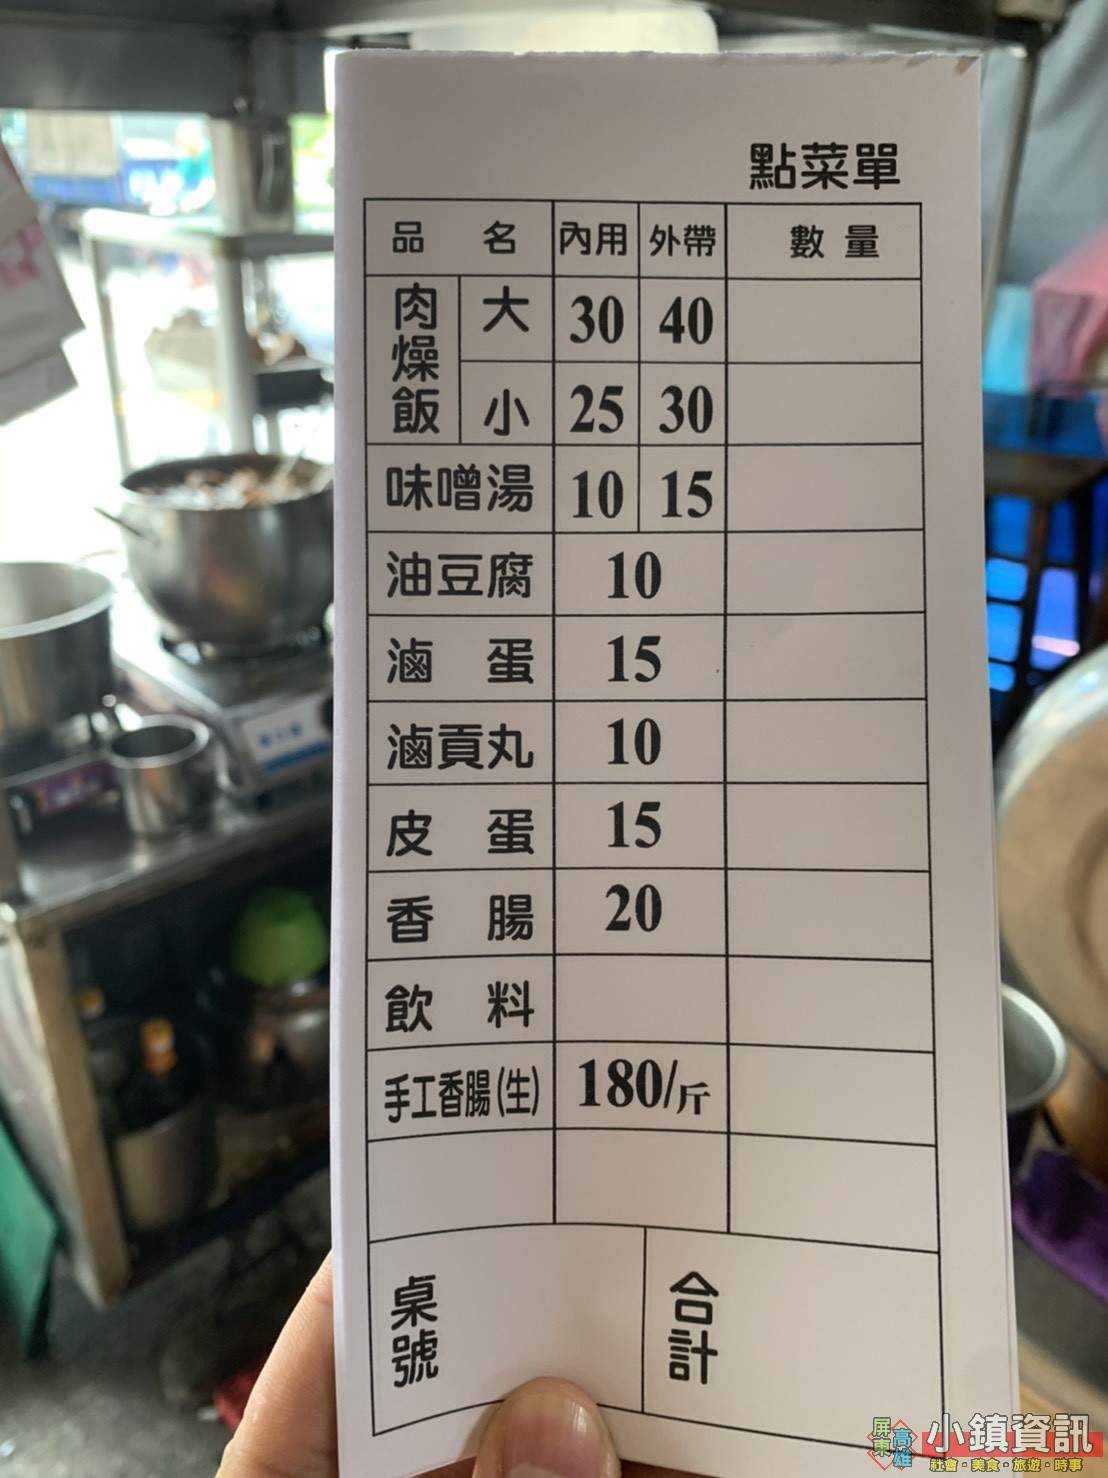 點菜單
品名 內用 外帶 數量
肉燥飯 大 30 40
小 25 30
味噌湯 10 15
油豆腐 10
滷蛋 15
滷貢丸 10
皮蛋 15
香腸 20
飲料
手工香腸(生) 180/斤
桌號 合計
屏東 高雄 小鎮資訊
社會·美食·旅遊·時事